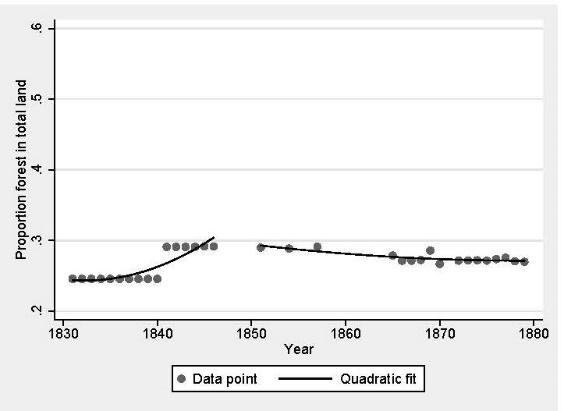 Proportion forest in total land
.6
.5
.4
.3
.2
1830 1840 1850 1860 1870 1880
Year
Data point Quadratic fit